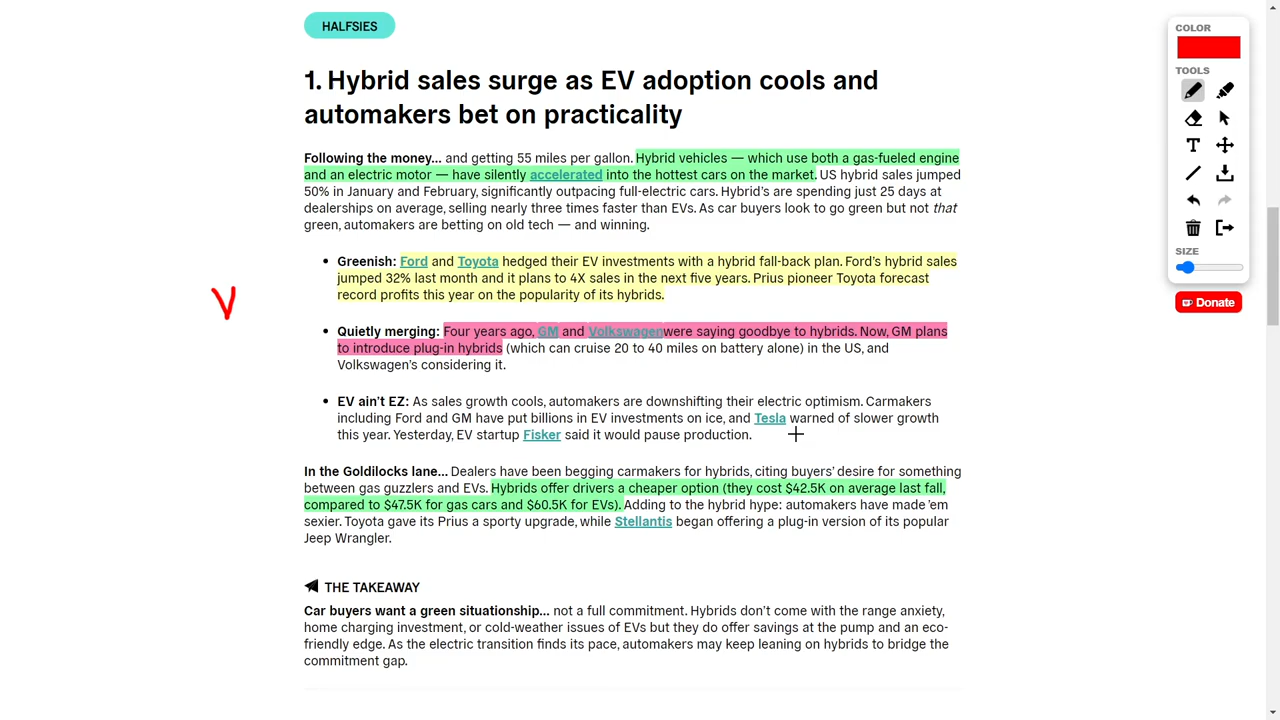 HALFSIES
1. Hybrid sales surge as EV adoption cools and
automakers bet on practicality
Following the money... and getting 55 miles per gallon. Hybrid vehicles — which use both a gas-fueled engine
and an electric motor — have silently accelerated into the hottest cars on the market. US hybrid sales jumped
50% in January and February, significantly outpacing full-electric cars. Hybrid's are spending just 25 days at
dealerships on average, selling nearly three times faster than EVs. As car buyers look to go green but not that
green, automakers are betting on old tech — and winning.
• Greenish: Ford and Toyota hedged their EV investments with a hybrid fall-back plan. Ford's hybrid sales
jumped 32% last month and it plans to 4X sales in the next five years. Prius pioneer Toyota forecast
record profits this year on the popularity of its hybrids.
V
• Quietly merging: Four years ago, GM and Volkswagen were saying goodbye to hybrids. Now, GM plans
to introduce plug-in hybrids (which can cruise 20 to 40 miles on battery alone) in the US, and
Volkswagen's considering it.
• EV ain't EZ: As sales growth cools, automakers are downshifting their electric optimism. Carmakers
including Ford and GM have put billions in EV investments on ice, and Tesla warned of slower growth
this year. Yesterday, EV startup Fisker said it would pause production.
In the Goldilocks lane... Dealers have been begging carmakers for hybrids, citing buyers' desire for something
between gas guzzlers and EVs. Hybrids offer drivers a cheaper option (they cost $42.5K on average last fall,
compared to $47.5K for gas cars and $60.5K for EVs). Adding to the hybrid hype: automakers have made 'em
sexier. Toyota gave its Prius a sporty upgrade, while Stellantis began offering a plug-in version of its popular
Jeep Wrangler.
THE TAKEAWAY
Car buyers want a green situationship... not a full commitment. Hybrids don't come with the range anxiety,
home charging investment, or cold-weather issues of EVs but they do offer savings at the pump and an eco-
friendly edge. As the electric transition finds its pace, automakers may keep leaning on hybrids to bridge the
commitment gap.
COLOR
TOOLS
T
SIZE
Donate